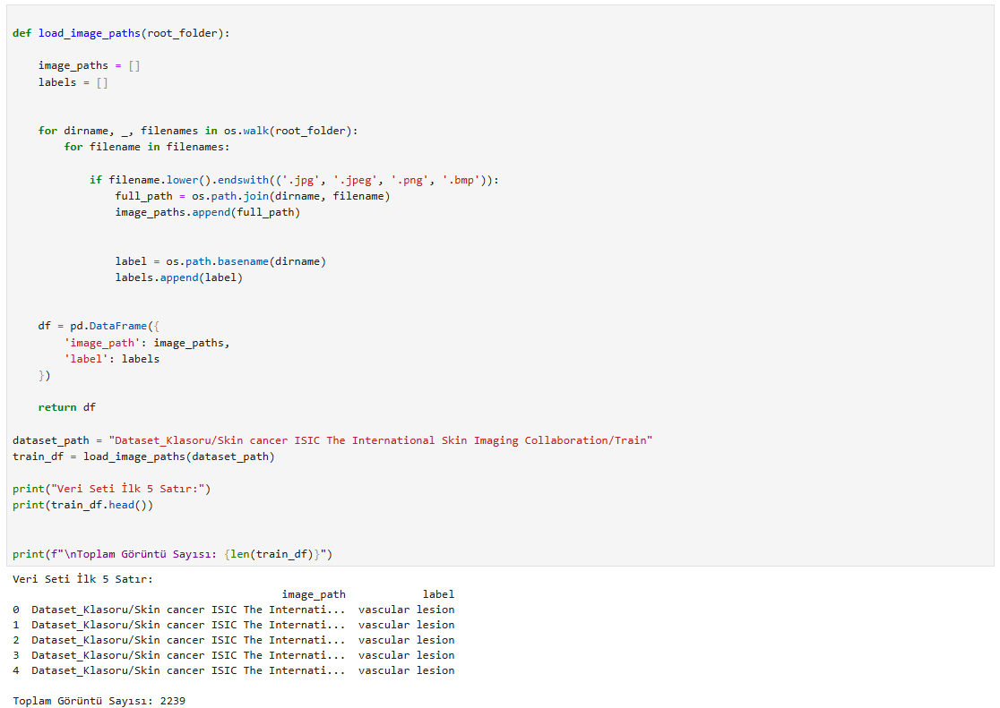 def load_image_paths(root_folder):
    image_paths = []
    labels = []
    for dirname, _, filenames in os.walk(root_folder):
        for filename in filenames:
            if filename.lower().endswith(('.jpg', '.jpeg', '.png', '.bmp')):
                full_path = os.path.join(dirname, filename)
                image_paths.append(full_path)
                label = os.path.basename(dirname)
                labels.append(label)
    df = pd.DataFrame({
        'image_path': image_paths,
        'label': labels
    })
    return df
dataset_path = "Dataset_Klasoru/Skin cancer ISIC The International Skin Imaging Collaboration/Train"
train_df = load_image_paths(dataset_path)
print("Veri Seti İlk 5 Satır:")
print(train_df.head())
print(f"\nToplam Görüntü Sayısı: {len(train_df)}")
Veri Seti İlk 5 Satır:
                                          image_path            label
0  Dataset_Klasoru/Skin cancer ISIC The Internati...  vascular lesion
1  Dataset_Klasoru/Skin cancer ISIC The Internati...  vascular lesion
2  Dataset_Klasoru/Skin cancer ISIC The Internati...  vascular lesion
3  Dataset_Klasoru/Skin cancer ISIC The Internati...  vascular lesion
4  Dataset_Klasoru/Skin cancer ISIC The Internati...  vascular lesion
Toplam Görüntü Sayısı: 2239